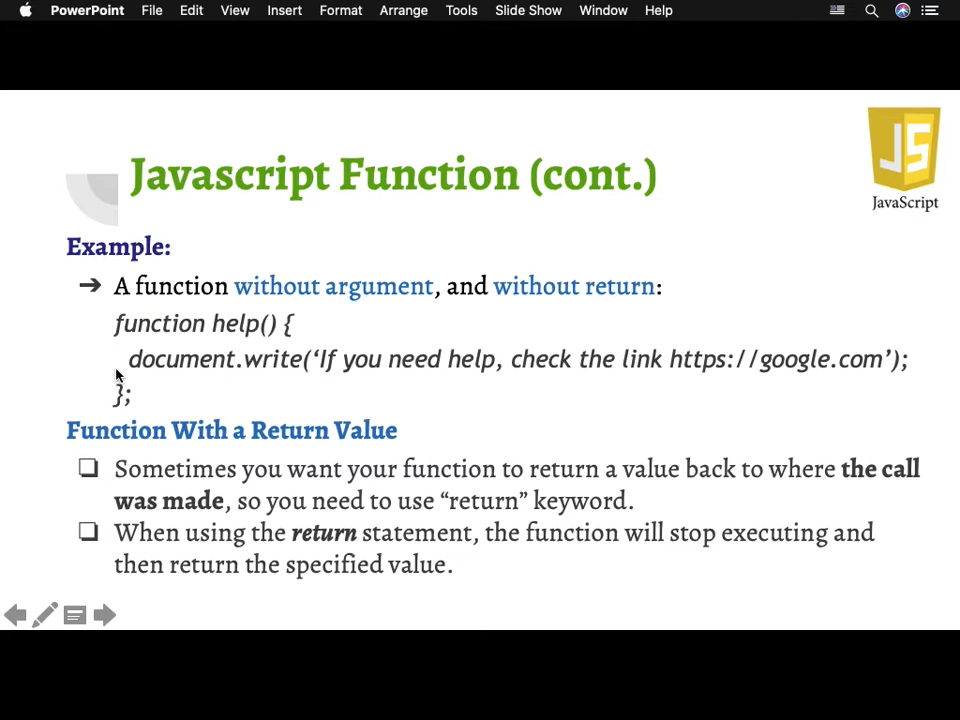 PowerPoint File Edit View Insert Format Arrange Tools Slide Show Window Help
JS
JavaScript
Javascript Function (cont.)
Example:
➔ A function without argument, and without return:
function help() {
document.write(‘If you need help, check the link https://google.com’);
};
Function With a Return Value
❏ Sometimes you want your function to return a value back to where the call
was made, so you need to use “return” keyword.
❏ When using the return statement, the function will stop executing and
then return the specified value.